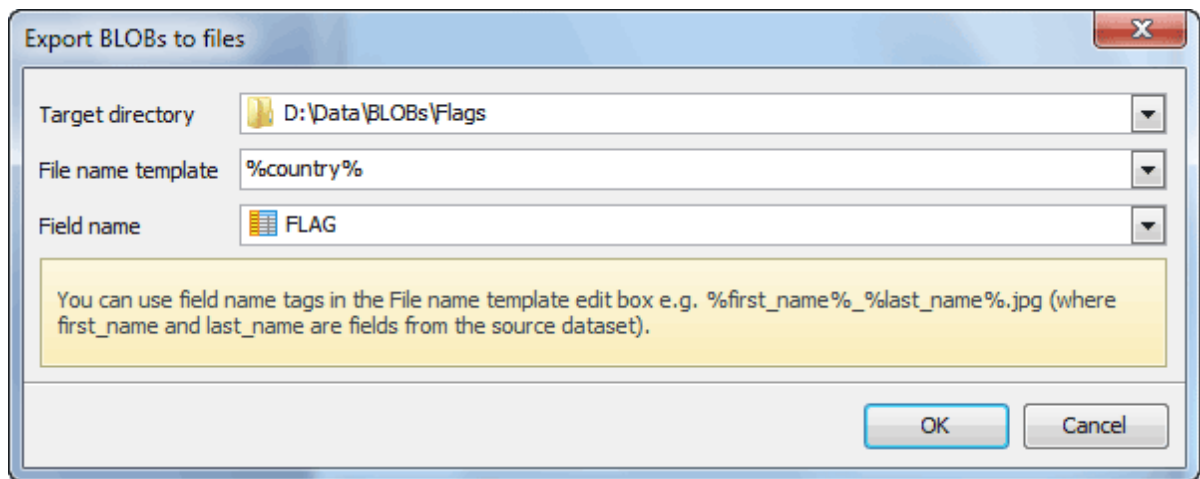 Export BLOBs to files
Target directory D:\Data\BLOBs\Flags
File name template %country%
Field name FLAG
You can use field name tags in the File name template edit box e.g. %first_name%_%last_name%.jpg (where
first_name and last_name are fields from the source dataset).
OK Cancel